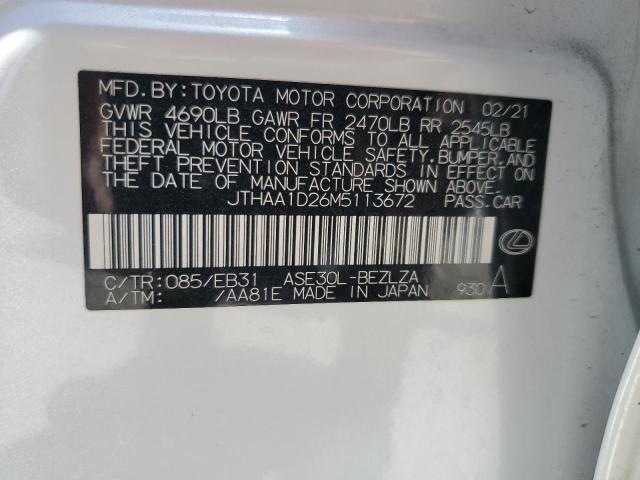 MFD.BY:TOYOTA MOTOR CORPORATION 02/21
GVWR 4690LB GAWR FR 2470LB RR 2545LB
THIS VEHICLE CONFORMS TO ALL APPLICABLE
FEDERAL MOTOR VEHICLE SAFETY,BUMPER,AND
THEFT PREVENTION STANDARDS IN EFFECT ON
THE DATE OF MANUFACTURE SHOWN ABOVE.
JTHAA1D26M5113672 PASS.CAR
C/TR:085/EB31 ASE30L-BEZLZA
A/TM: /AA81E MADE IN JAPAN 930 A